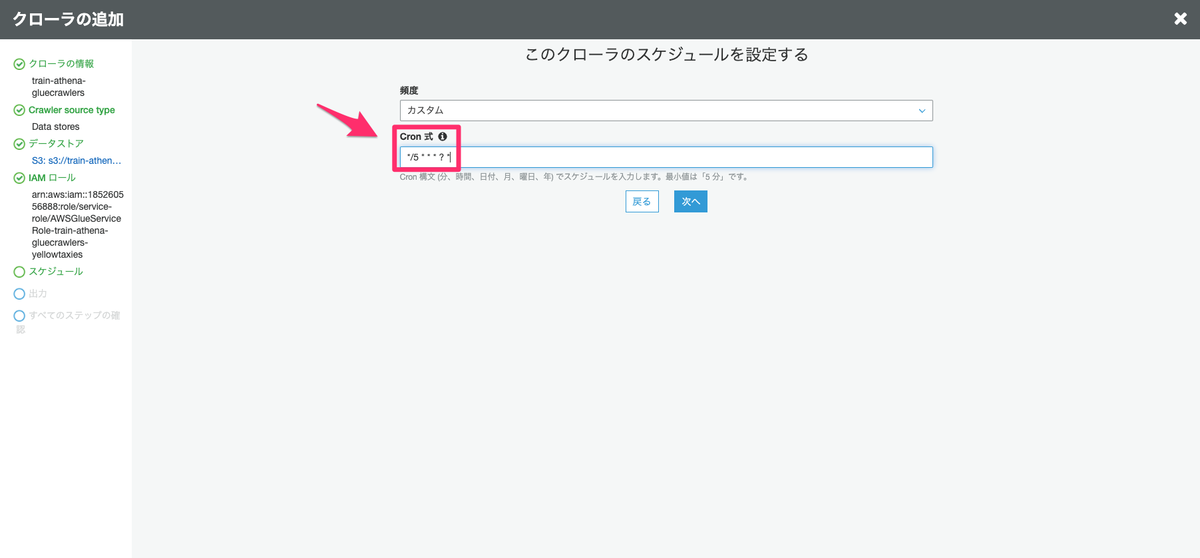 クローラの追加
クローラの情報
train-athena-
gluecrawlers
Crawler source type
Data stores
データストア
S3: s3://train-athen...
IAM ロール
arn:aws:iam::1852605
56888:role/service-
role/AWSGlueService
Role-train-athena-
gluecrawlers-
yellowtaxies
スケジュール
出力
すべてのステップの確
認
このクローラのスケジュールを設定する
頻度
カスタム
Cron 式
*/5 * * * ? *
Cron 構文 (分、時間、日付、月、曜日、年) でスケジュールを入力します。最小値は「5 分」です。
戻る
次へ